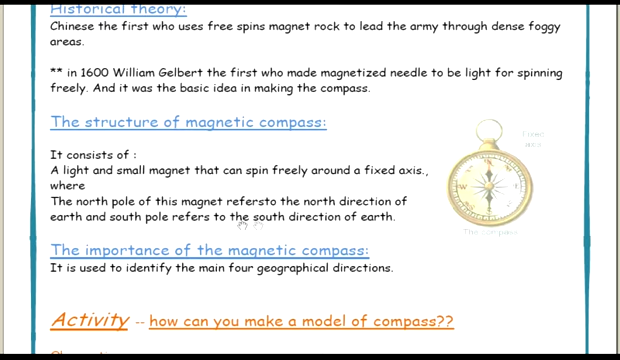 Historical theory:
Chinese the first who uses free spins magnet rock to lead the army through dense foggy
areas.
** in 1600 William Gelbert the first who made magnetized needle to be light for spinning
freely. And it was the basic idea in making the compass.
The structure of magnetic compass:
It consists of :
A light and small magnet that can spin freely around a fixed axis.,
where
The north pole of this magnet refersto the north direction of
earth and south pole refers to the south direction of earth.
Fixed
axis
W
The compass
The importance of the magnetic compass:
It is used to identify the main four geographical directions.
Activity -- how can you make a model of compass??